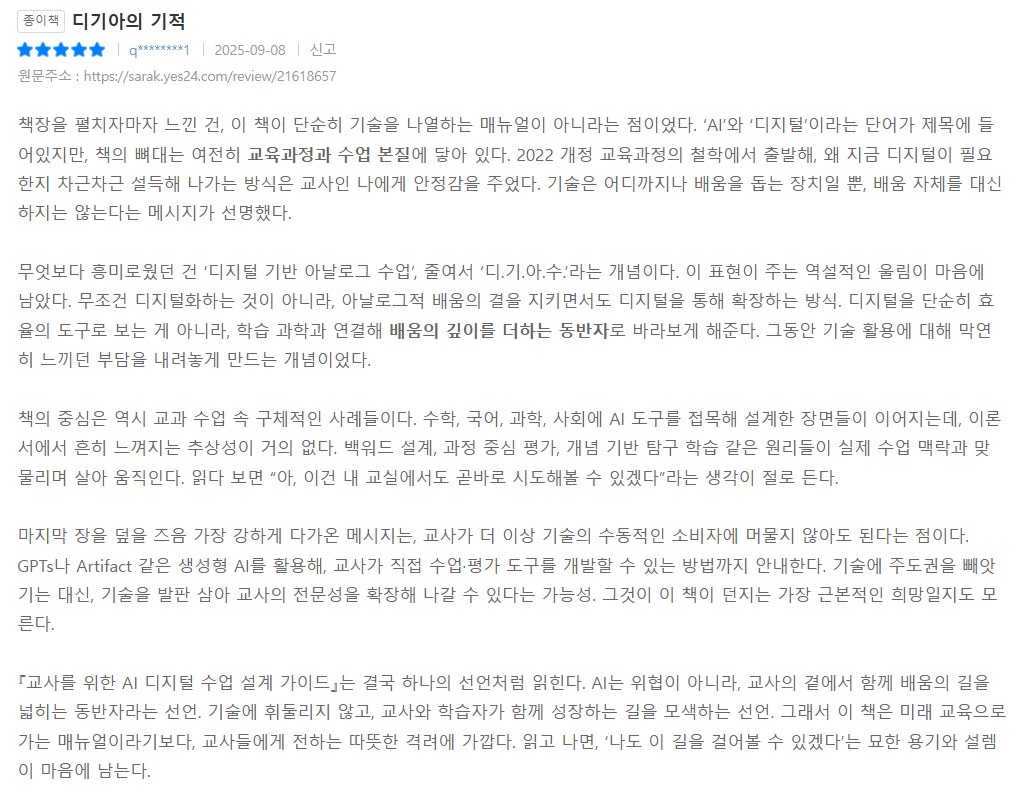 종이책 디기아의 기적
q********1 2025-09-08 신고
원문주소 : https://sarak.yes24.com/review/21618657
책장을 펼치자마자 느낀 건, 이 책이 단순히 기술을 나열하는 매뉴얼이 아니라는 점이었다. ‘AI’와 ‘디지털’이라는 단어가 제목에 들
어있지만, 책의 뼈대는 여전히 교육과정과 수업 본질에 닿아 있다. 2022 개정 교육과정의 철학에서 출발해, 왜 지금 디지털이 필요
한지 차근차근 설득해 나가는 방식은 교사인 나에게 안정감을 주었다. 기술은 어디까지나 배움을 돕는 장치일 뿐, 배움 자체를 대신
하지는 않는다는 메시지가 선명했다.
무엇보다 흥미로웠던 건 ‘디지털 기반 아날로그 수업’, 줄여서 ‘디.기.아.수.’라는 개념이다. 이 표현이 주는 역설적인 울림이 마음에
남았다. 무조건 디지털화하는 것이 아니라, 아날로그적 배움의 결을 지키면서도 디지털을 통해 확장하는 방식. 디지털을 단순히 효
율의 도구로 보는 게 아니라, 학습 과학과 연결해 배움의 깊이를 더하는 동반자로 바라보게 해준다. 그동안 기술 활용에 대해 막연
히 느끼던 부담을 내려놓게 만드는 개념이었다.
책의 중심은 역시 교과 수업 속 구체적인 사례들이다. 수학, 국어, 과학, 사회에 AI 도구를 접목해 설계한 장면들이 이어지는데, 이론
서에서 흔히 느껴지는 추상성이 거의 없다. 백워드 설계, 과정 중심 평가, 개념 기반 탐구 학습 같은 원리들이 실제 수업 맥락과 맞
물리며 살아 움직인다. 읽다 보면 “아, 이건 내 교실에서도 곧바로 시도해볼 수 있겠다”라는 생각이 절로 든다.
마지막 장을 덮을 즈음 가장 강하게 다가온 메시지는, 교사가 더 이상 기술의 수동적인 소비자에 머물지 않아도 된다는 점이다.
GPTs나 Artifact 같은 생성형 AI를 활용해, 교사가 직접 수업·평가 도구를 개발할 수 있는 방법까지 안내한다. 기술에 주도권을 빼앗
기는 대신, 기술을 발판 삼아 교사의 전문성을 확장해 나갈 수 있다는 가능성. 그것이 이 책이 던지는 가장 근본적인 희망일지도 모
른다.
『교사를 위한 AI 디지털 수업 설계 가이드』는 결국 하나의 선언처럼 읽힌다. AI는 위협이 아니라, 교사의 곁에서 함께 배움의 길을
넓히는 동반자라는 선언. 기술에 휘둘리지 않고, 교사와 학습자가 함께 성장하는 길을 모색하는 선언. 그래서 이 책은 미래 교육으로
가는 매뉴얼이라기보다, 교사들에게 전하는 따뜻한 격려에 가깝다. 읽고 나면, ‘나도 이 길을 걸어볼 수 있겠다’는 묘한 용기와 설렘
이 마음에 남는다.